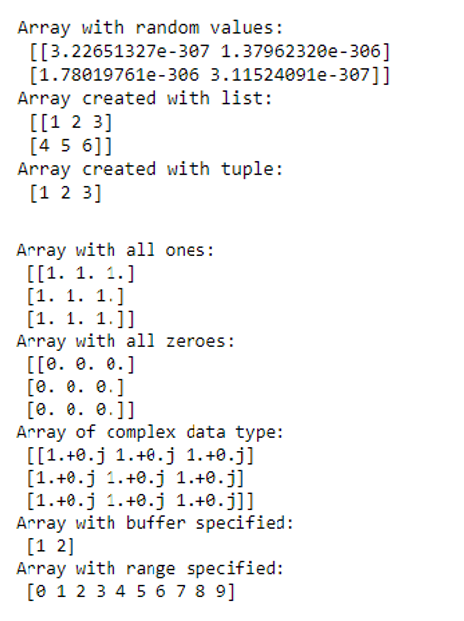 Array with random values:
[[3.22651327e-307 1.37962320e-306]
[1.78019761e-306 3.11524091e-307]]
Array created with list:
[[1 2 3]
[4 5 6]]
Array created with tuple:
[1 2 3]
Array with all ones:
[[1. 1. 1.]
[1. 1. 1.]
[1. 1. 1.]]
Array with all zeroes:
[[0. 0. 0.]
[0. 0. 0.]
[0. 0. 0.]]
Array of complex data type:
[[1.+0.j 1.+0.j 1.+0.j]
[1.+0.j 1.+0.j 1.+0.j]
[1.+0.j 1.+0.j 1.+0.j]]
Array with buffer specified:
[1 2]
Array with range specified:
[0 1 2 3 4 5 6 7 8 9]